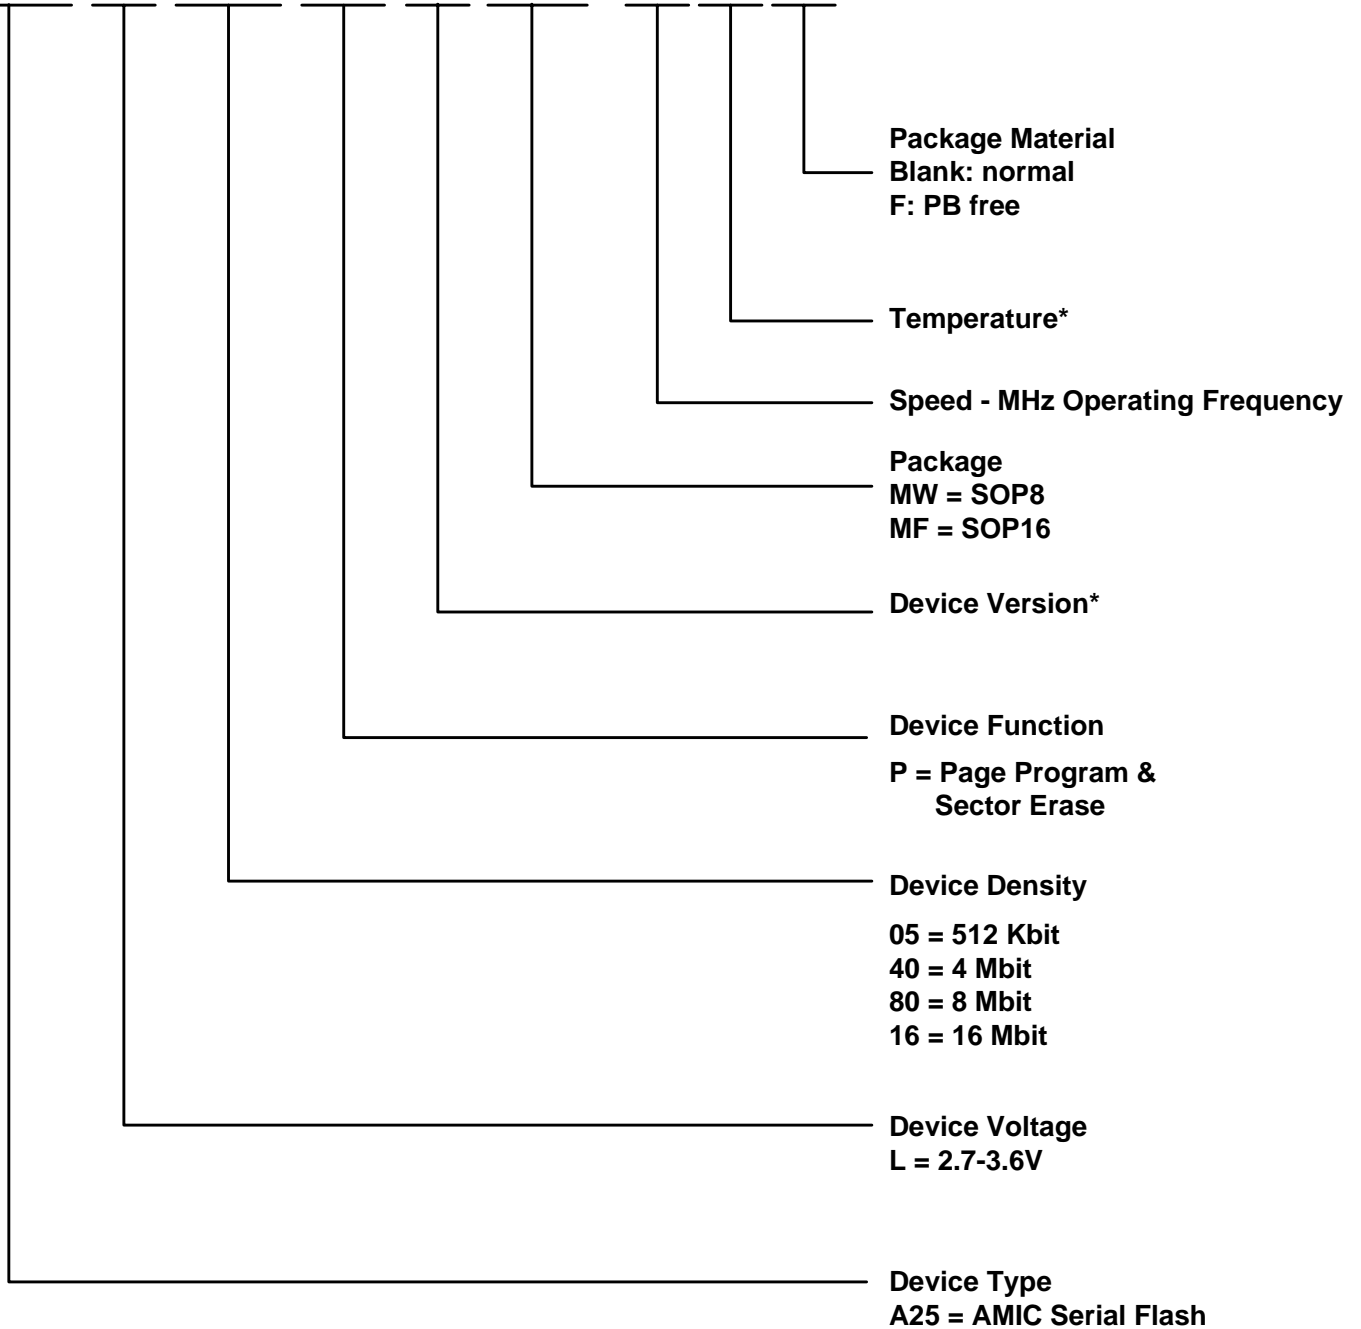 Package Material
Blank: normal
F: PB free
Temperature*
Speed - MHz Operating Frequency
Package
MW = SOP8
MF = SOP16
Device Version*
Device Function
P = Page Program &
Sector Erase
Device Density
05 = 512 Kbit
40 = 4 Mbit
80 = 8 Mbit
16 = 16 Mbit
Device Voltage
L = 2.7-3.6V
Device Type
A25 = AMIC Serial Flash